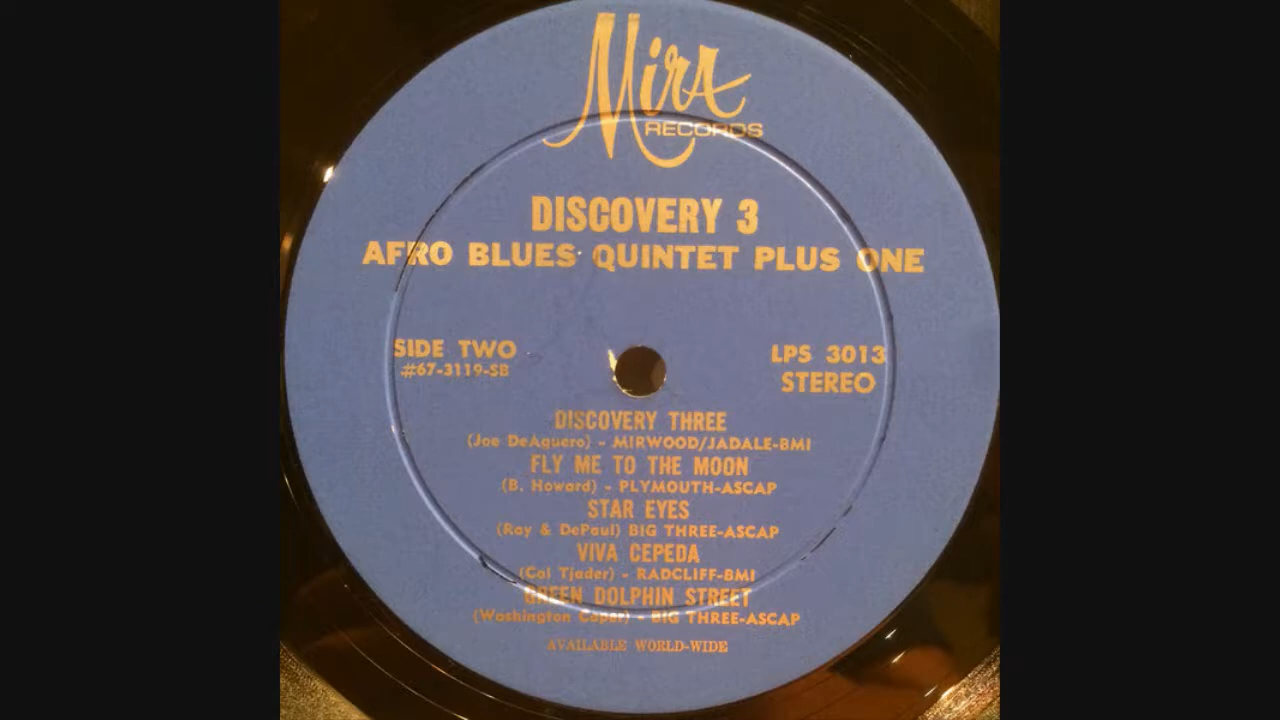 Mira
RECORDS
DISCOVERY 3
AFRO BLUES QUINTET PLUS ONE
SIDE TWO
#67-3119-SB
LPS 3013
STEREO
DISCOVERY THREE
(Joe DeAguero) - MIRWOOD/JADALE-BMI
FLY ME TO THE MOON
(B. Howard) - PLYMOUTH-ASCAP
STAR EYES
(Ray & DePaul) BIG THREE-ASCAP
VIVA CEPEDA
(Cal Tjader) - RADCLIFF-BMI
GREEN DOLPHIN STREET
(Washington Caper) - BIG THREE-ASCAP
AVAILABLE WORLD-WIDE